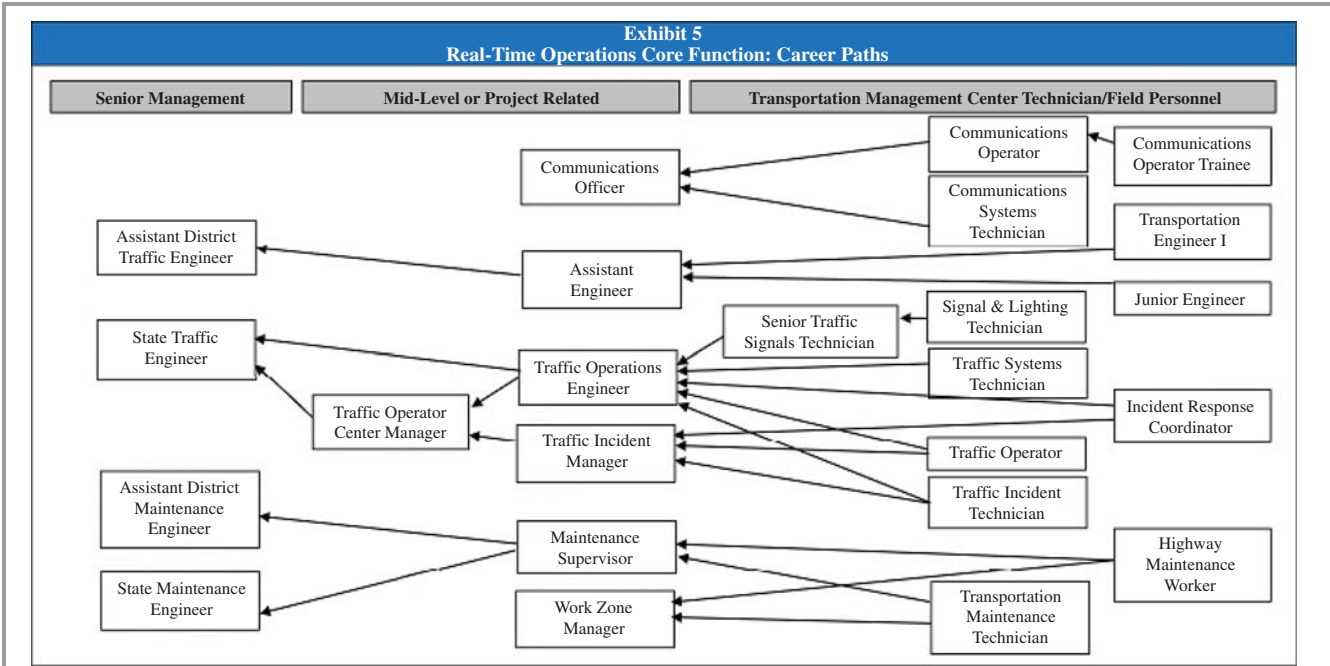 Exhibit 5
Real-Time Operations Core Function: Career Paths
Senior Management
Mid-Level or Project Related
Transportation Management Center Technician/Field Personnel
Communications
Operator
Communications
Operator Trainee
Communications
Officer
Communications
Systems
Technician
Transportation
Engineer I
Assistant District
Traffic Engineer
Assistant
Engineer
Junior Engineer
Signal & Lighting
Technician
Senior Traffic
Signals Technician
State Traffic
Engineer
Traffic Operations
Engineer
Traffic Systems
Technician
Incident Response
Coordinator
Traffic Operator
Center Manager
Traffic Incident
Manager
Traffic Operator
Traffic Incident
Technician
Assistant District
Maintenance
Engineer
Maintenance
Supervisor
Highway
Maintenance
Worker
State Maintenance
Engineer
Work Zone
Manager
Transportation
Maintenance
Technician